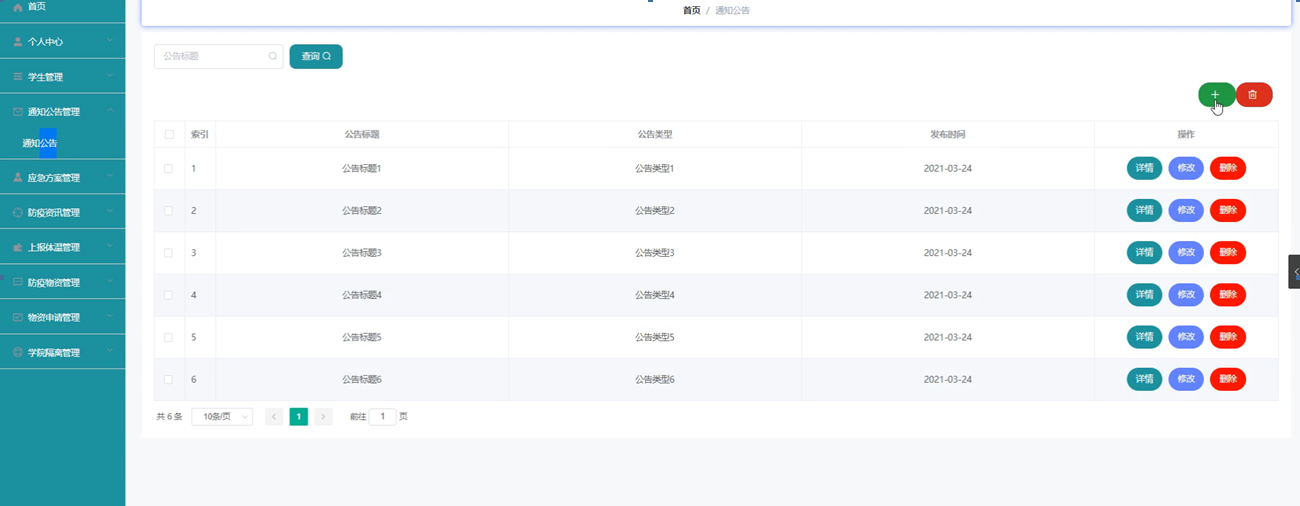 首页
个人中心
学生管理
通知公告管理
通知公告
应急方案管理
防疫资讯管理
上报体温管理
防疫物资管理
物资申请管理
学院隔离管理
首页 / 通知公告
公告标题 查询
索引 公告标题 公告类型 发布时间 操作
1 公告标题1 公告类型1 2021-03-24 详情 修改 删除
2 公告标题2 公告类型2 2021-03-24 详情 修改 删除
3 公告标题3 公告类型3 2021-03-24 详情 修改 删除
4 公告标题4 公告类型4 2021-03-24 详情 修改 删除
5 公告标题5 公告类型5 2021-03-24 详情 修改 删除
6 公告标题6 公告类型6 2021-03-24 详情 修改 删除
共 6 条 10条/页 1 前往 1 页